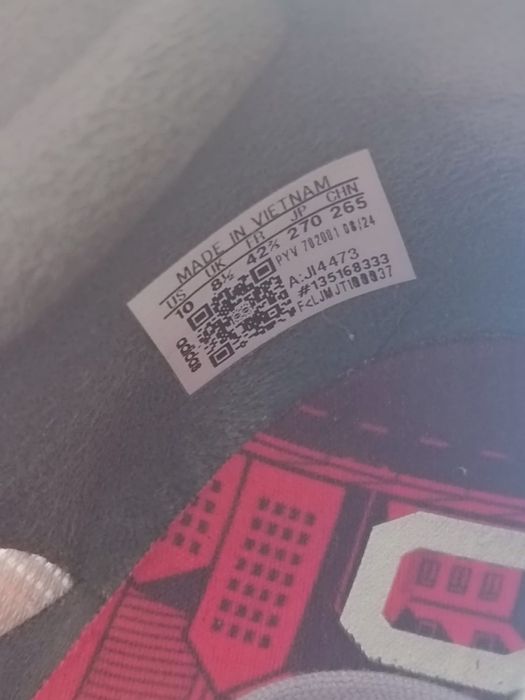 MADE IN VIETNAM
US UK FR JP CHN
10 8½ 42⅔ 270 265
PYV 702001 08/24
A:JI4473
#135168333
adidas